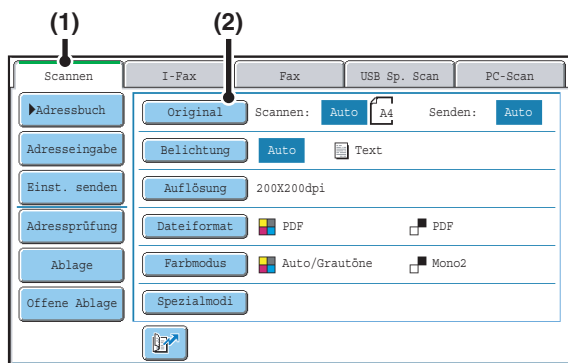 (1) (2)
Scannen I-Fax Fax USB Sp. Scan PC-Scan
Adressbuch Original Scannen: Auto A4 Senden: Auto
Adresseingabe Belichtung Auto Text
Einst. senden Auflösung 200X200dpi
Adressprüfung Dateiformat PDF PDF
Ablage Farbmodus Auto/Grautöne Mono2
Offene Ablage Spezialmodi